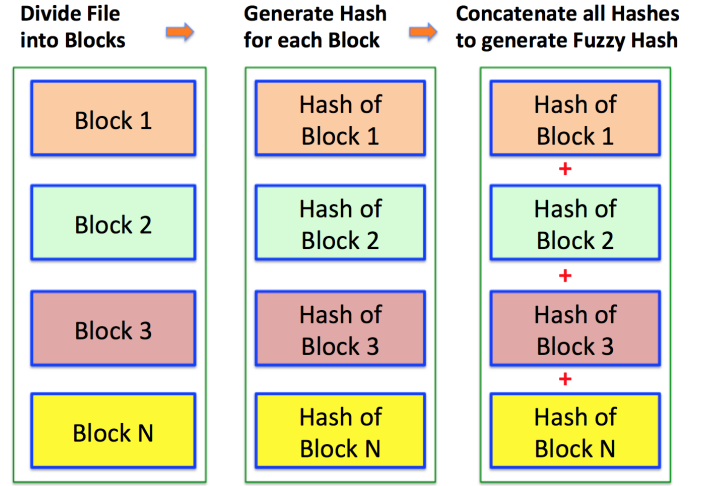 Divide File
into Blocks
Generate Hash
for each Block
Concatenate all Hashes
to generate Fuzzy Hash
Block 1
Block 2
Block 3
Block N
Hash of
Block 1
Hash of
Block 2
Hash of
Block 3
Hash of
Block N
Hash of
Block 1
+
Hash of
Block 2
+
Hash of
Block 3
+
Hash of
Block N